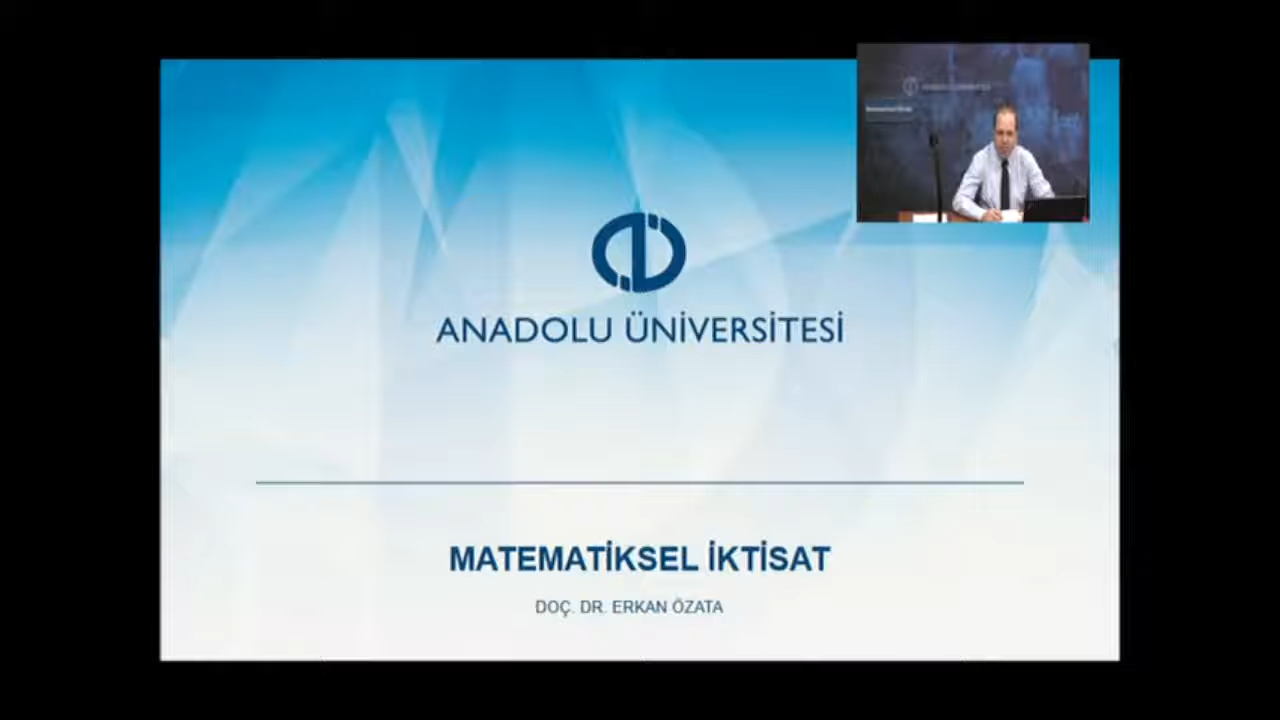 ANADOLU ÜNİVERSİTESİ
MATEMATİKSEL İKTİSAT
DOÇ. DR. ERKAN ÖZATA